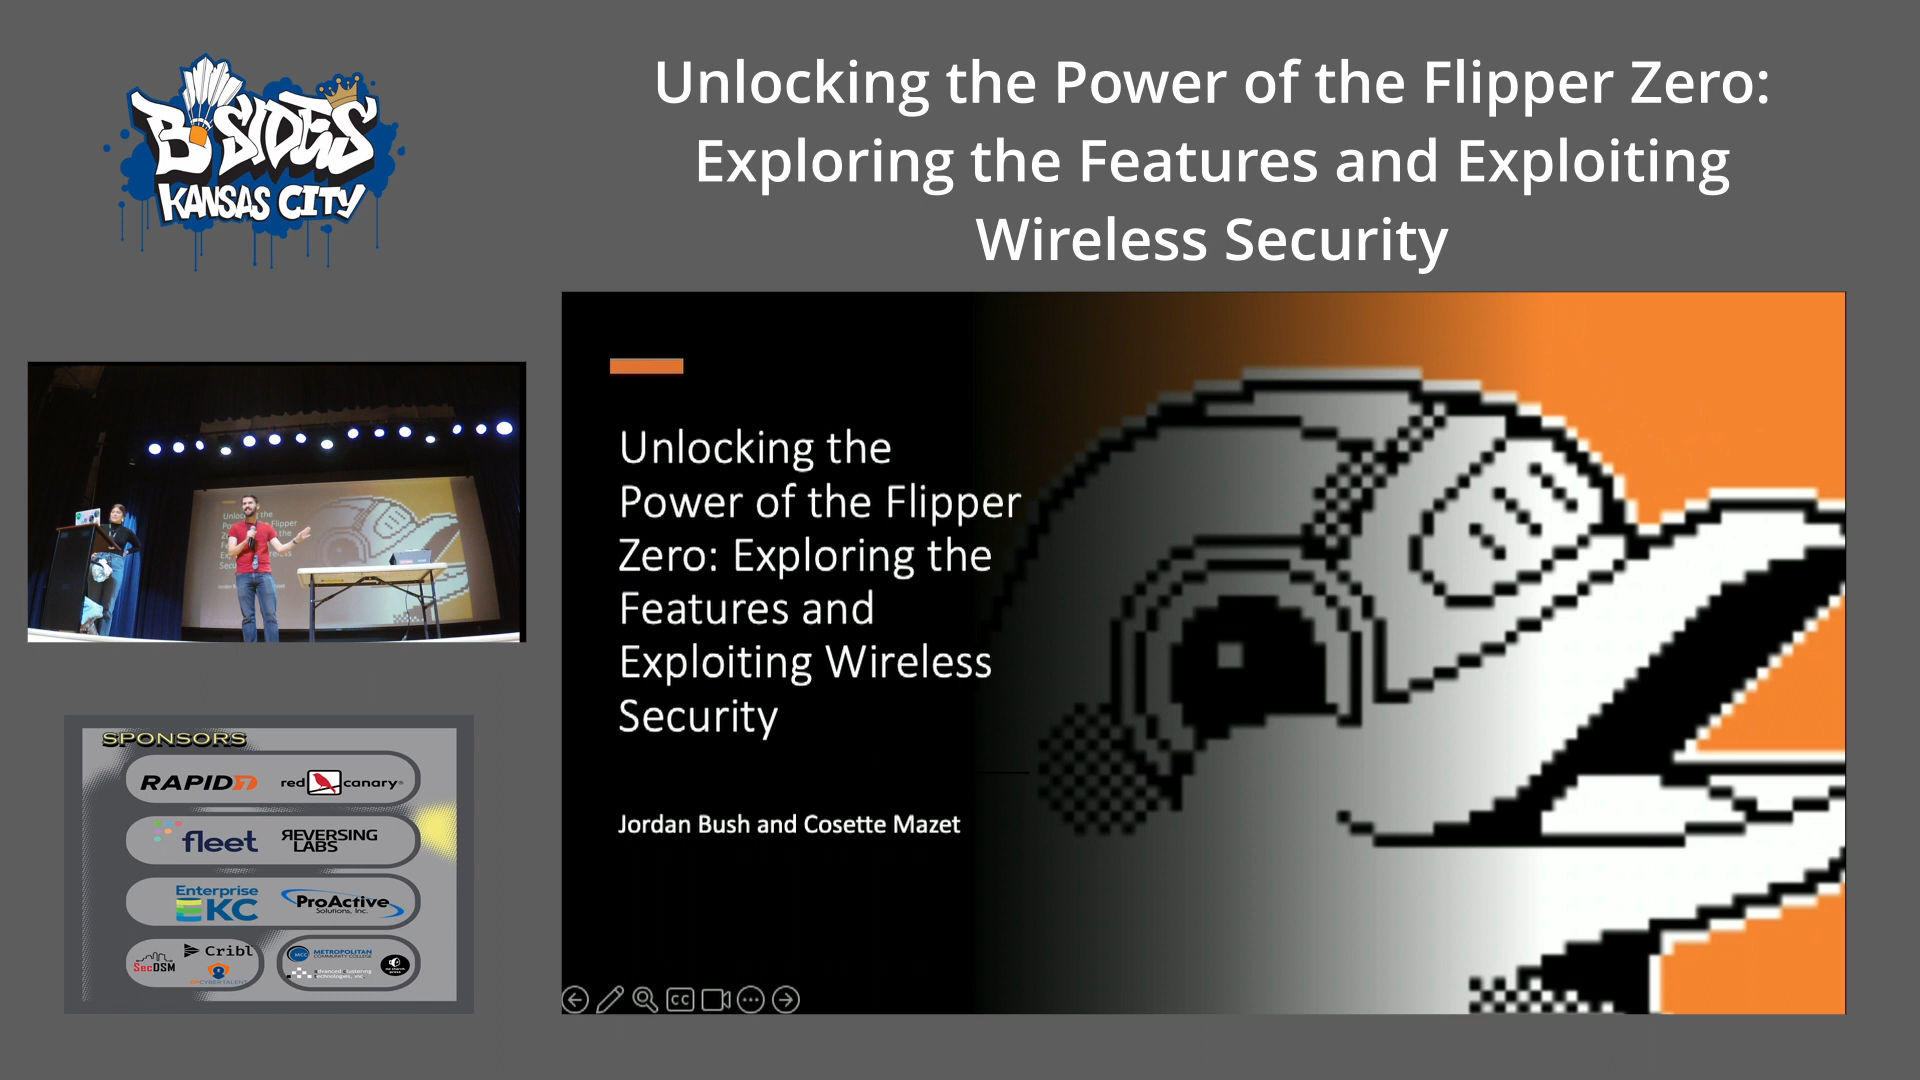 B·SIDES
KANSAS CITY
Unlocking the Power of the Flipper Zero:
Exploring the Features and Exploiting
Wireless Security
Unlocking the
Power of the Flipper
Zero: Exploring the
Features and
Exploiting Wireless
Security
Jordan Bush and Cosette Mazet
CC
SPONSORS
RAPID7
red canary
fleet
REVERSING
LABS
Enterprise
KC
ProActive
Solutions, Inc.
SecDSM
Cribl
METROPOLITAN
COMMUNITY COLLEGE
MCC